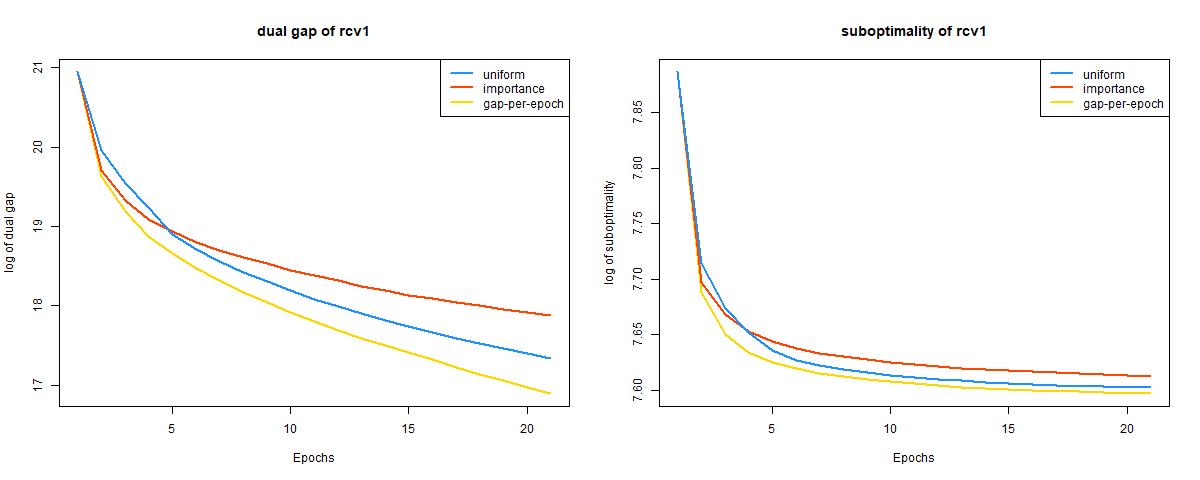 dual gap of rcv1
log of dual gap
21
20
19
18
17
uniform
importance
gap-per-epoch
5
10
15
20
Epochs
suboptimality of rcv1
log of suboptimality
7.85
7.80
7.75
7.70
7.65
7.60
uniform
importance
gap-per-epoch
5
10
15
20
Epochs